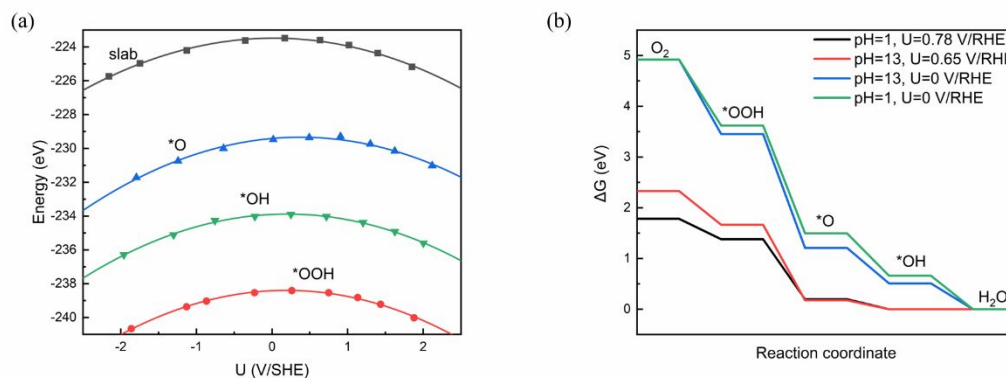 (a)
-224
-226
-228
-230
-232
-234
-236
-238
-240
Energy (eV)
slab
*O
*OH
*OOH
-2
-1
0
1
2
U (V/SHE)
(b)
5
4
3
2
1
0
ΔG (eV)
O₂
*OOH
*O
*OH
H₂O
pH=1, U=0.78 V/RHE
pH=13, U=0.65 V/RHE
pH=13, U=0 V/RHE
pH=1, U=0 V/RHE
Reaction coordinate